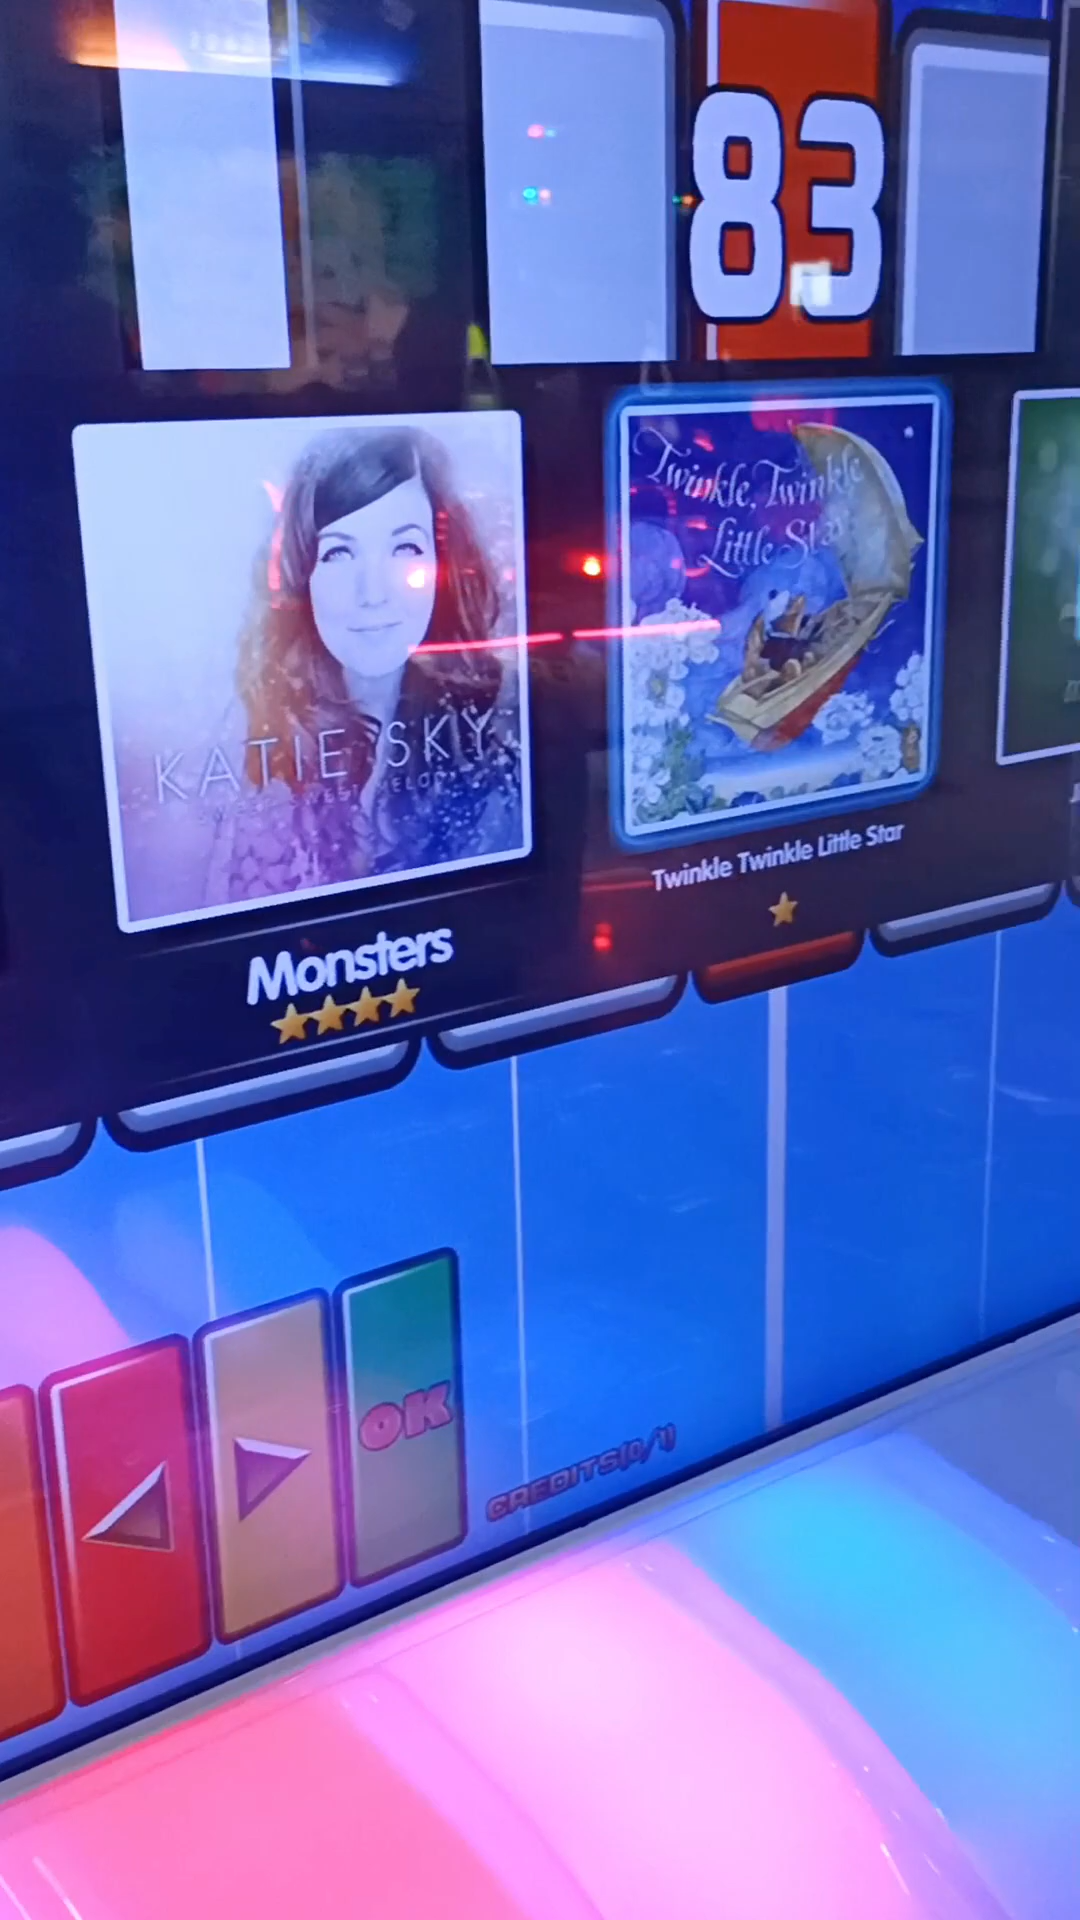 83
Twinkle, Twinkle
Little Star
KATIE SKY
Monsters
Twinkle Twinkle Little Star
OK
CREDITS(0/1)